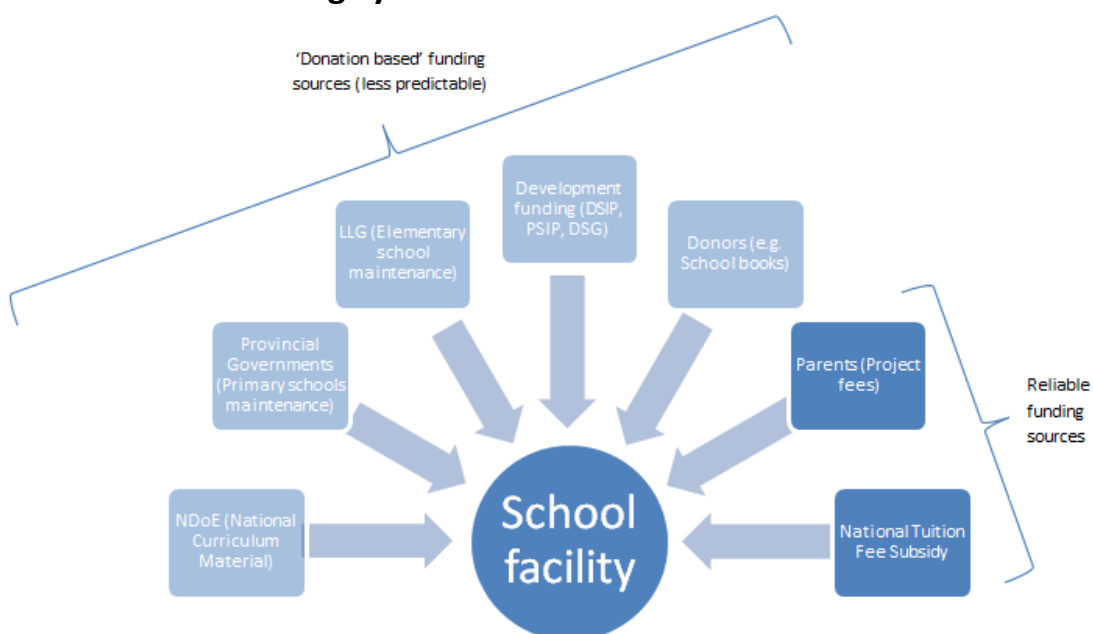 'Donation based' funding
sources (less predictable)
Development
funding (DSIP,
PSIP, DSG)
LLG (Elementary
school
maintenance)
Donors (e.g.
School books)
Provincial
Governments
(Primary schools
maintenance)
Parents (Project
fees)
Reliable
funding
sources
NDoE (National
Curriculum
Material)
School
facility
National Tuition
Fee Subsidy